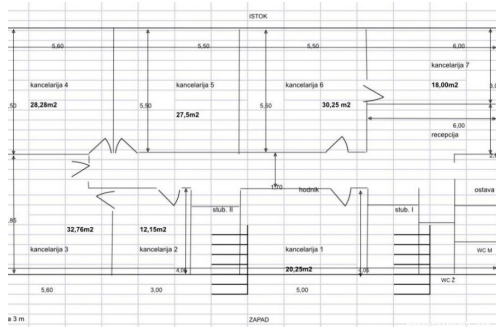 ISTOK
5,60
5,50
5,50
6,00
kancelarija 4
kancelarija 5
kancelarija 6
kancelarija 7
28,28m2
27,5m2
30,25 m2
18,00m2
,50
5,50
5,50
3,0
6,00
recepcija
1,70
hodnik
ostava
stub. II
stub. I
32,76m2
12,15m2
kancelarija 3
kancelarija 2
kancelarija 1
20,25m2
WC M
WC Ž
5,60
3,00
5,00
a 3 m
ZAPAD